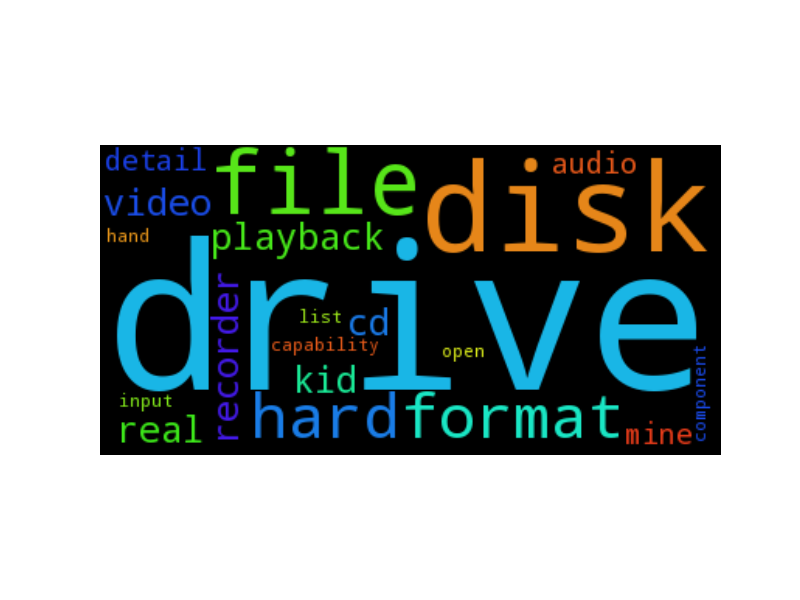 detail
file
audio
disk
video
hand
playback
drive
recorder
list
cd
capability
open
kid
component
input
real
hard
format
mine